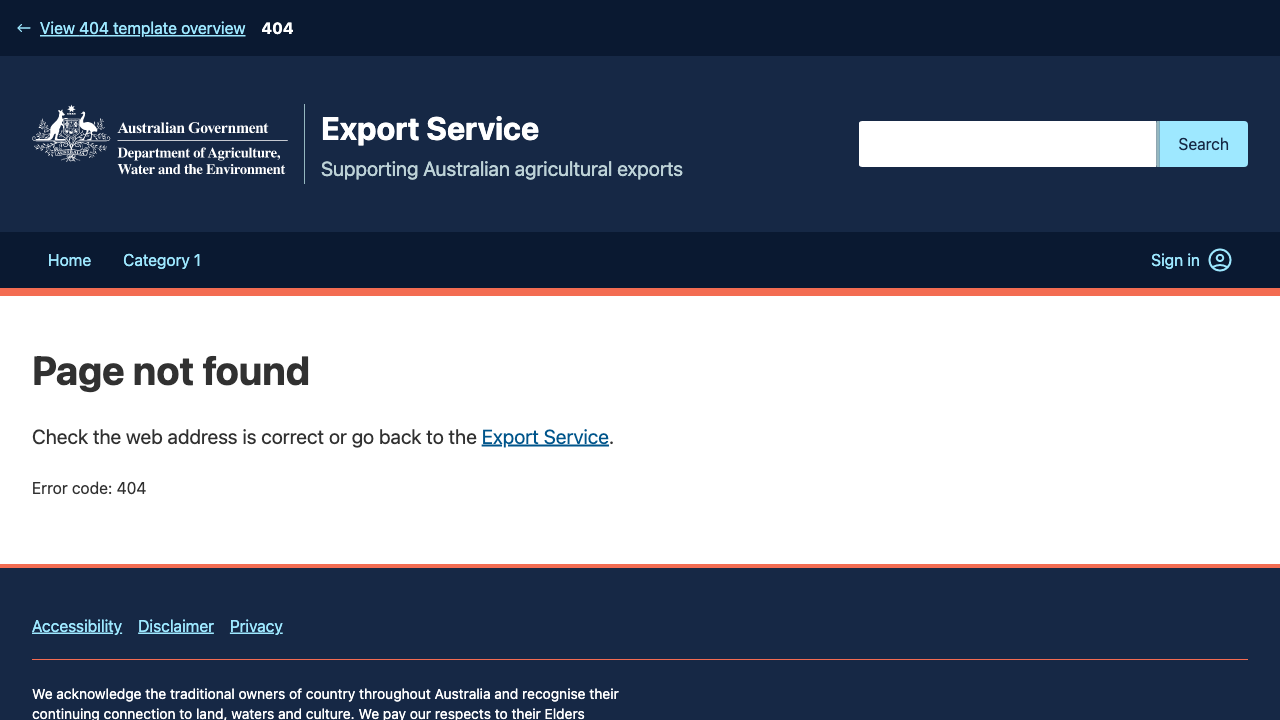 View 404 template overview 404
Australian Government
Department of Agriculture,
Water and the Environment
Export Service
Supporting Australian agricultural exports
Search
Home Category 1 Sign in
Page not found
Check the web address is correct or go back to the Export Service.
Error code: 404
Accessibility Disclaimer Privacy
We acknowledge the traditional owners of country throughout Australia and recognise their
continuing connection to land, waters and culture. We pay our respects to their Elders